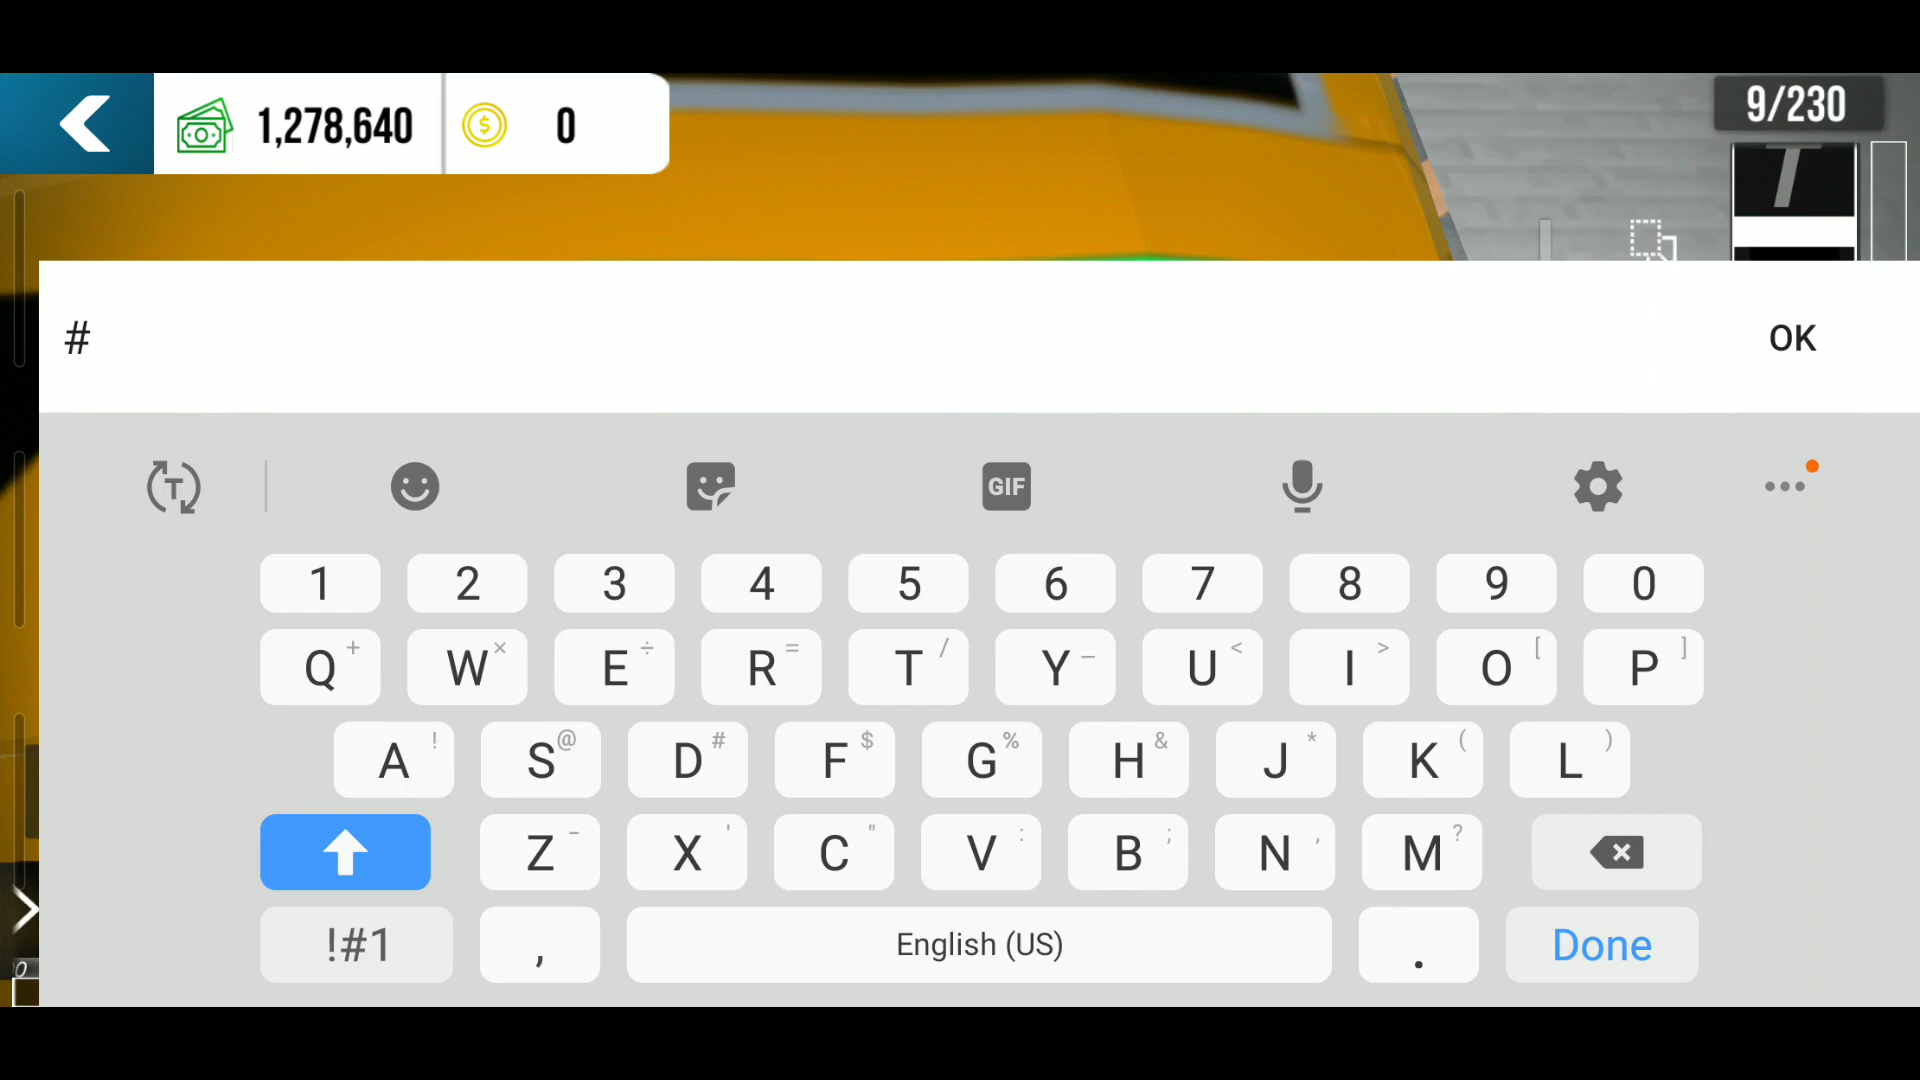 1,278,640 0
9/230
T
# OK
T GIF
1 2 3 4 5 6 7 8 9 0
Q + W × E ÷ R = T / Y _ U < I > O [ P ]
A ! S @ D # F $ G % H & J * K ( L )
Z - X ' C " V : B ; N , M ?
!#1 , English (US) . Done
0